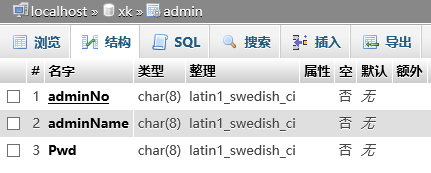 localhost » xk » admin
浏览 结构 SQL 搜索 插入 导出
# 名字 类型 整理 属性 空 默认 额外
1 adminNo char(8) latin1_swedish_ci 否 无
2 adminName char(8) latin1_swedish_ci 否 无
3 Pwd char(8) latin1_swedish_ci 否 无